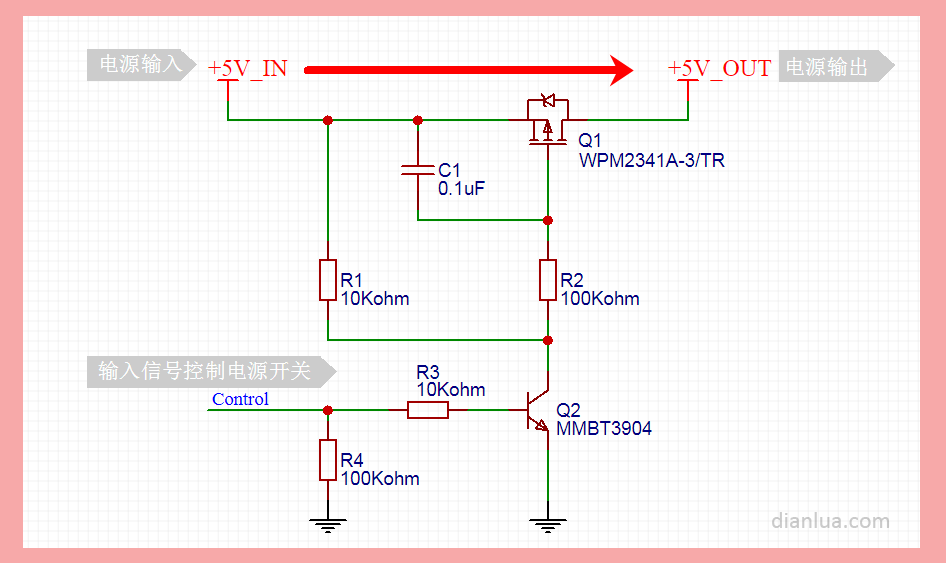 电源输入
+5V_IN
+5V_OUT
电源输出
Q1
WPM2341A-3/TR
C1
0.1uF
R1
10Kohm
R2
100Kohm
输入信号控制电源开关
Control
R3
10Kohm
Q2
MMBT3904
R4
100Kohm
dianlua.com